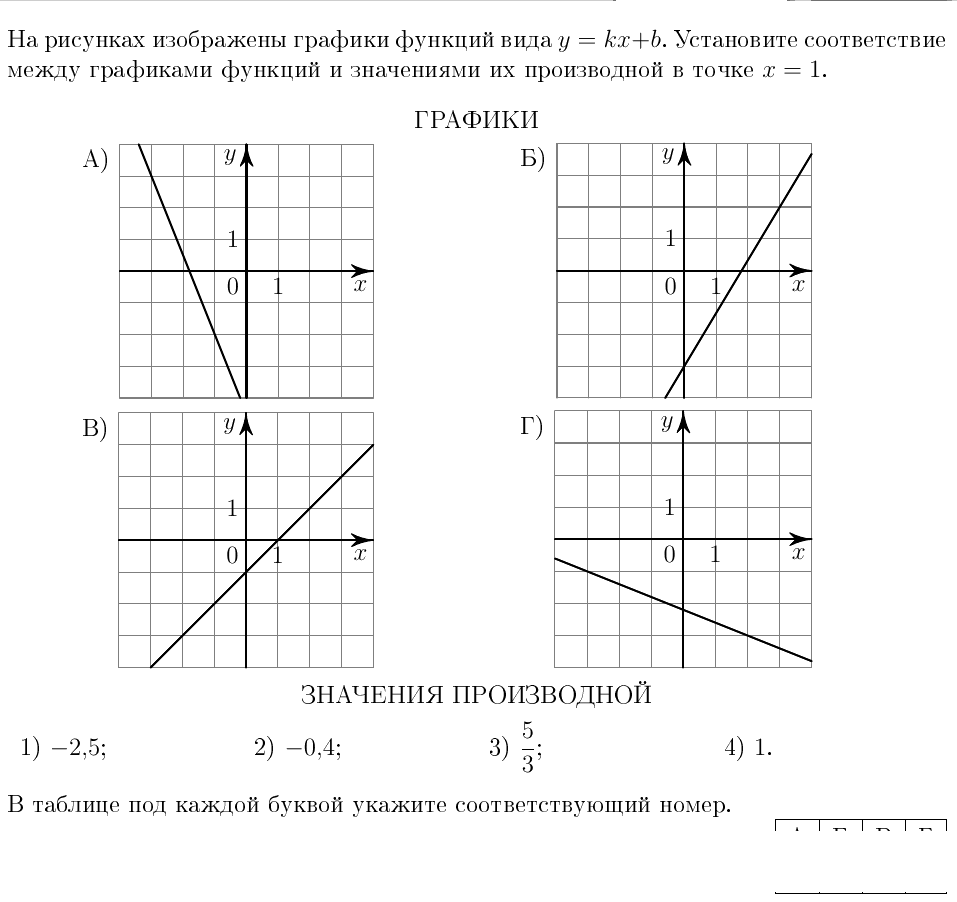 На рисунках изображены графики функций вида y = kx+b. Установите соответствие
между графиками функций и значениями их производной в точке x = 1.
ГРАФИКИ
А) y 1 0 1 x
Б) y 1 0 1 x
В) y 1 0 1 x
Г) y 1 0 1 x
ЗНАЧЕНИЯ ПРОИЗВОДНОЙ
1) −2,5; 2) −0,4; 3) 5/3; 4) 1.
В таблице под каждой буквой укажите соответствующий номер.